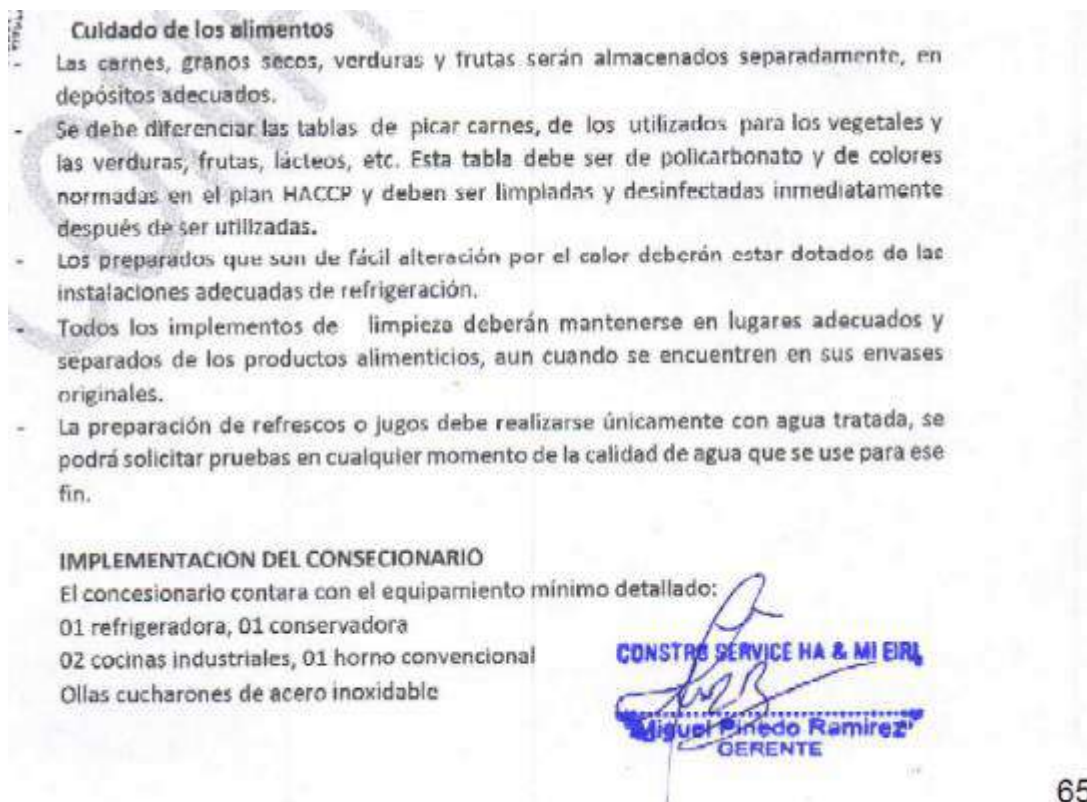 Cuidado de los alimentos
- Las carnes, granos secos, verduras y frutas serán almacenados separadamente, en
depósitos adecuados.
- Se debe diferenciar las tablas de picar carnes, de los utilizados para los vegetales y
las verduras, frutas, lácteos, etc. Esta tabla debe ser de policarbonato y de colores
normadas en el plan HACCP y deben ser limpiadas y desinfectadas inmediatamente
después de ser utilizadas.
- Los preparados que son de fácil alteración por el calor deberán estar dotados de las
instalaciones adecuadas de refrigeración.
- Todos los implementos de limpieza deberán mantenerse en lugares adecuados y
separados de los productos alimenticios, aun cuando se encuentren en sus envases
originales.
- La preparación de refrescos o jugos debe realizarse únicamente con agua tratada, se
podrá solicitar pruebas en cualquier momento de la calidad de agua que se use para ese
fin.
IMPLEMENTACION DEL CONSECIONARIO
El concesionario contara con el equipamiento mínimo detallado:
01 refrigeradora, 01 conservadora
02 cocinas industriales, 01 horno convencional
Ollas cucharones de acero inoxidable
CONSTRO SERVICE HA & MI EIRL
Miguel Pinedo Ramirez
GERENTE
65